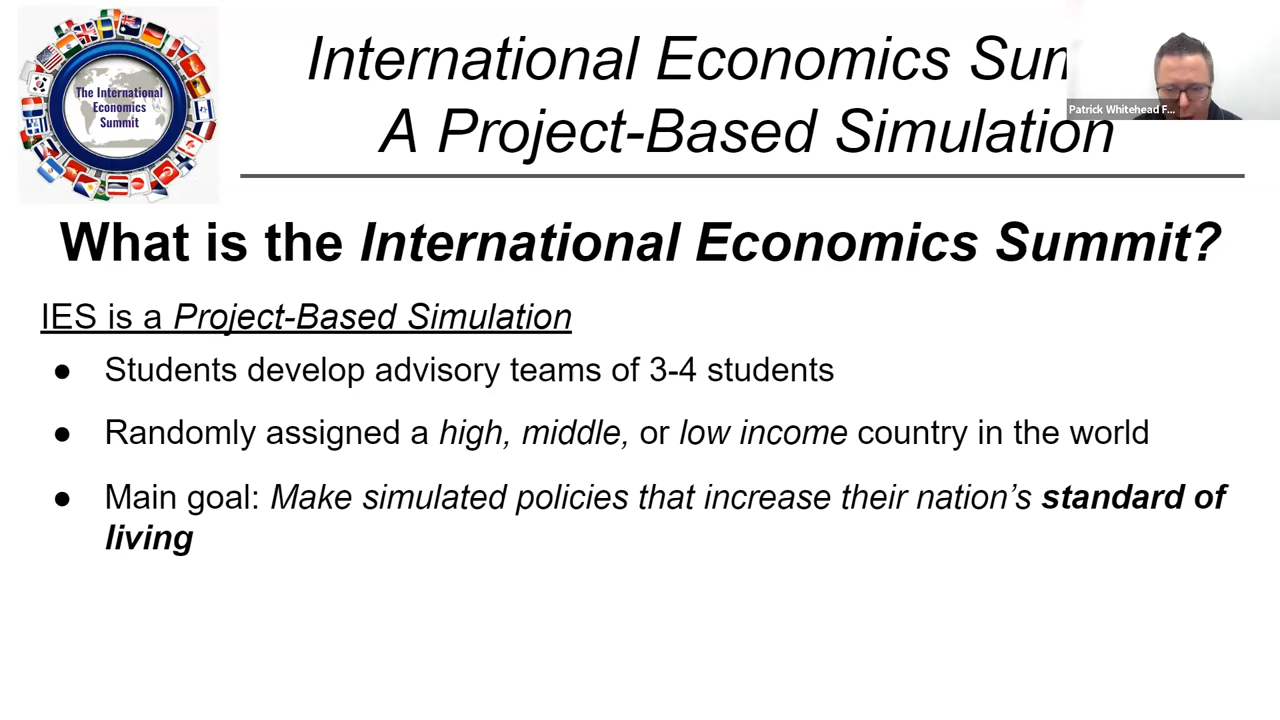 The International
Economics
Summit
International Economics Sum
A Project-Based Simulation
Patrick Whitehead F...
What is the International Economics Summit?
IES is a Project-Based Simulation
● Students develop advisory teams of 3-4 students
● Randomly assigned a high, middle, or low income country in the world
● Main goal: Make simulated policies that increase their nation’s standard of
living